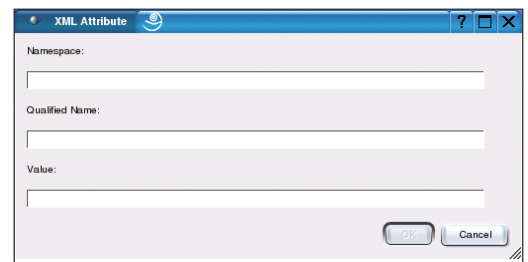 XML Attribute ? X
Namespace:
Qualified Name:
Value:
OK Cancel